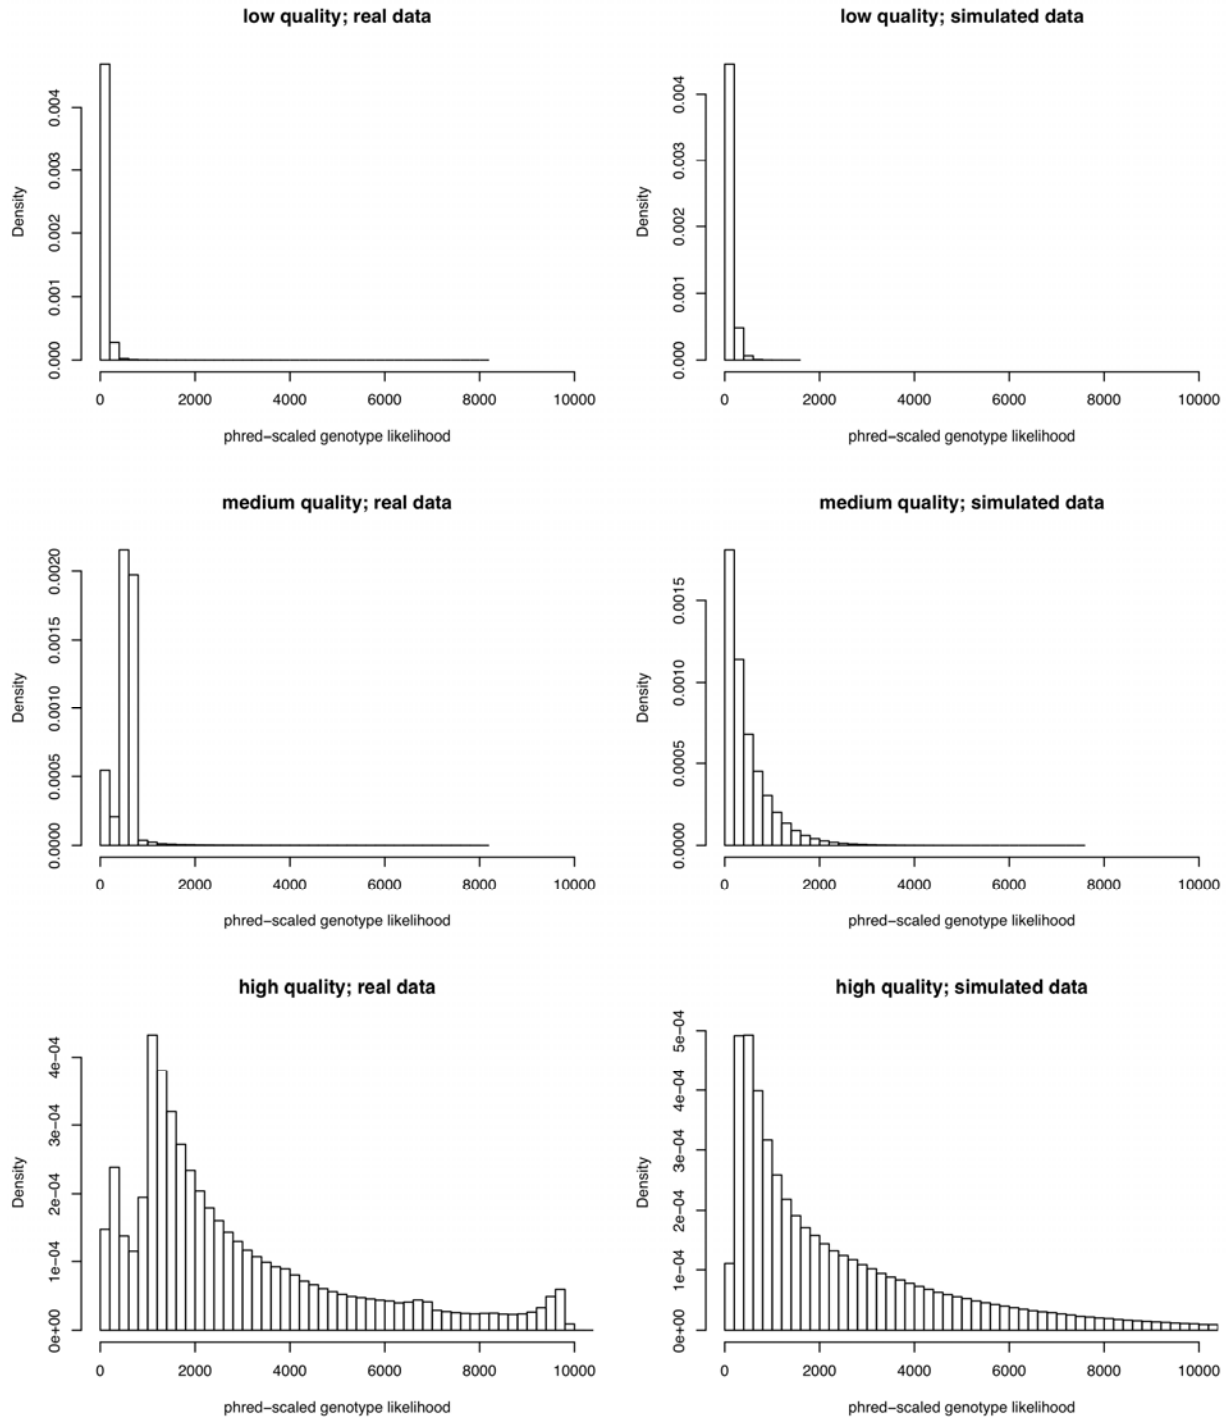 low quality; real data
Density
0.000 0.001 0.002 0.003 0.004
0 2000 4000 6000 8000 10000
phred−scaled genotype likelihood
low quality; simulated data
Density
0.000 0.001 0.002 0.003 0.004
0 2000 4000 6000 8000 10000
phred−scaled genotype likelihood
medium quality; real data
Density
0.0000 0.0005 0.0010 0.0015 0.0020
0 2000 4000 6000 8000 10000
phred−scaled genotype likelihood
medium quality; simulated data
Density
0.0000 0.0005 0.0010 0.0015
0 2000 4000 6000 8000 10000
phred−scaled genotype likelihood
high quality; real data
Density
0e+00 1e−04 2e−04 3e−04 4e−04
0 2000 4000 6000 8000 10000
phred−scaled genotype likelihood
high quality; simulated data
Density
0e+00 1e−04 2e−04 3e−04 4e−04 5e−04
0 2000 4000 6000 8000 10000
phred−scaled genotype likelihood